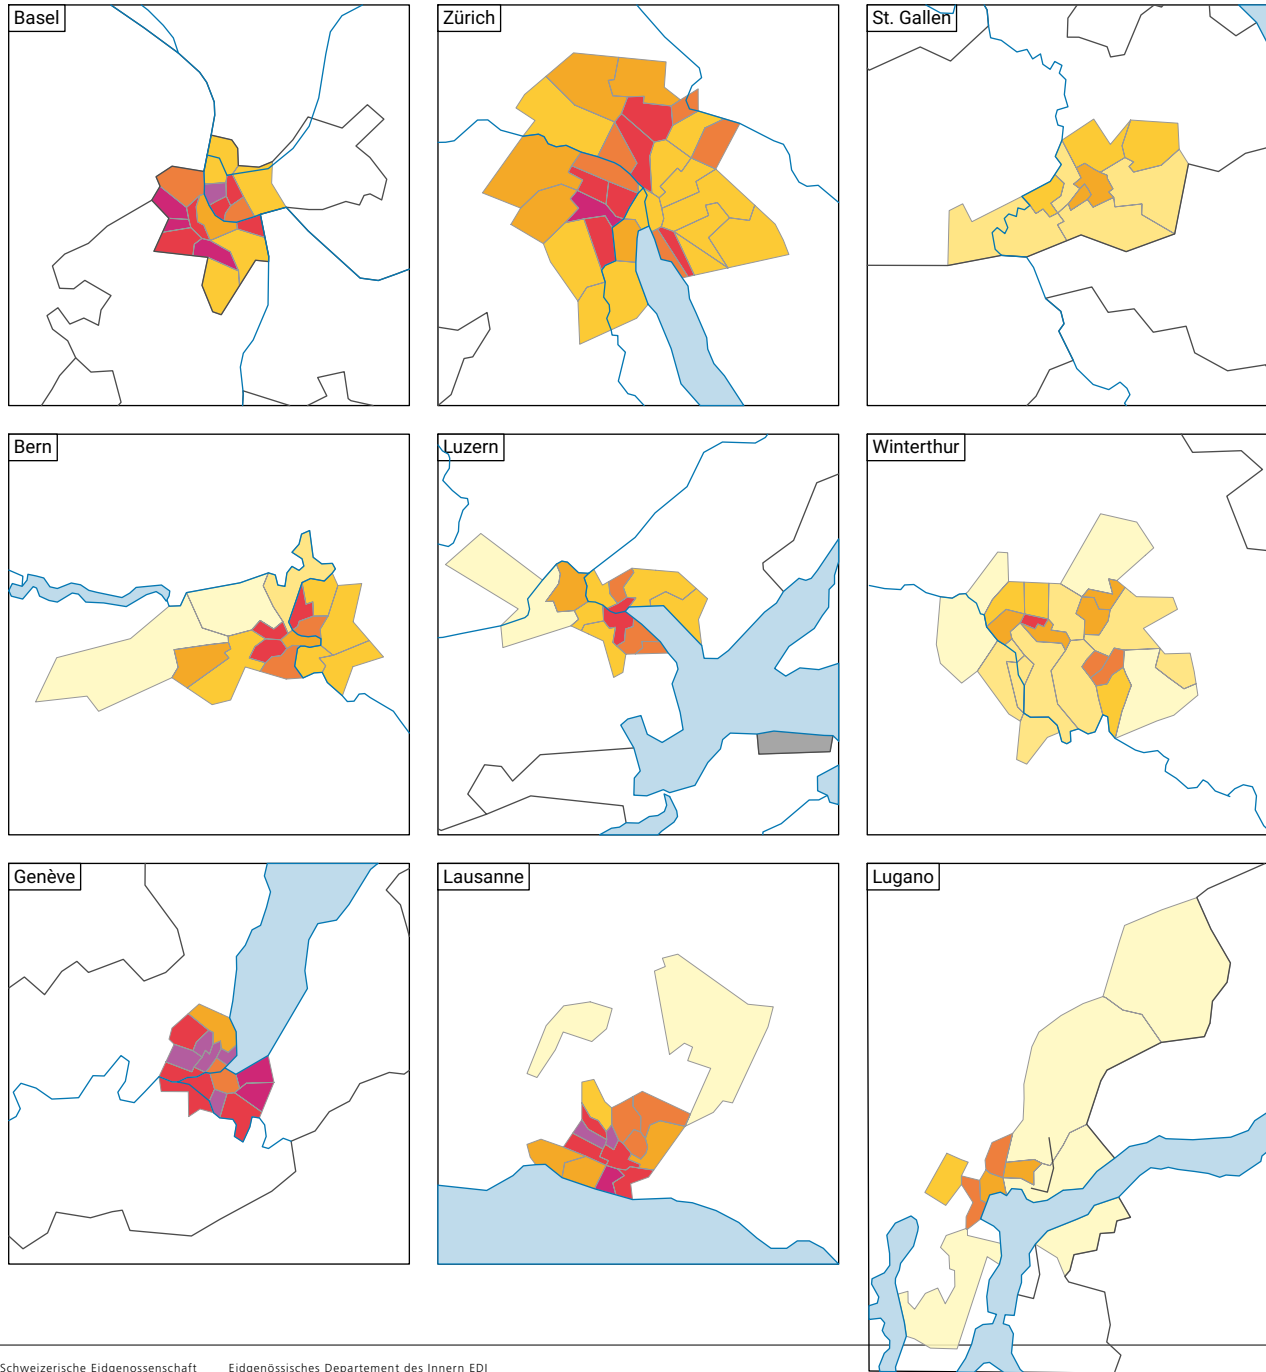 Basel
Zürich
St. Gallen
Bern
Luzern
Winterthur
Genève
Lausanne
Lugano
Schweizerische Eidgenossenschaft
Eidgenössisches Departement des Innern EDI